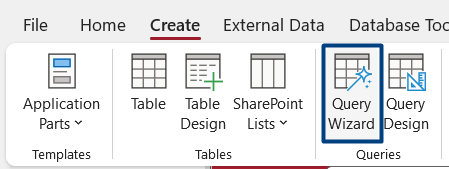 File Home Create External Data Database Too
Application Parts Table Table Design SharePoint Lists Query Wizard Query Design
Templates Tables Queries